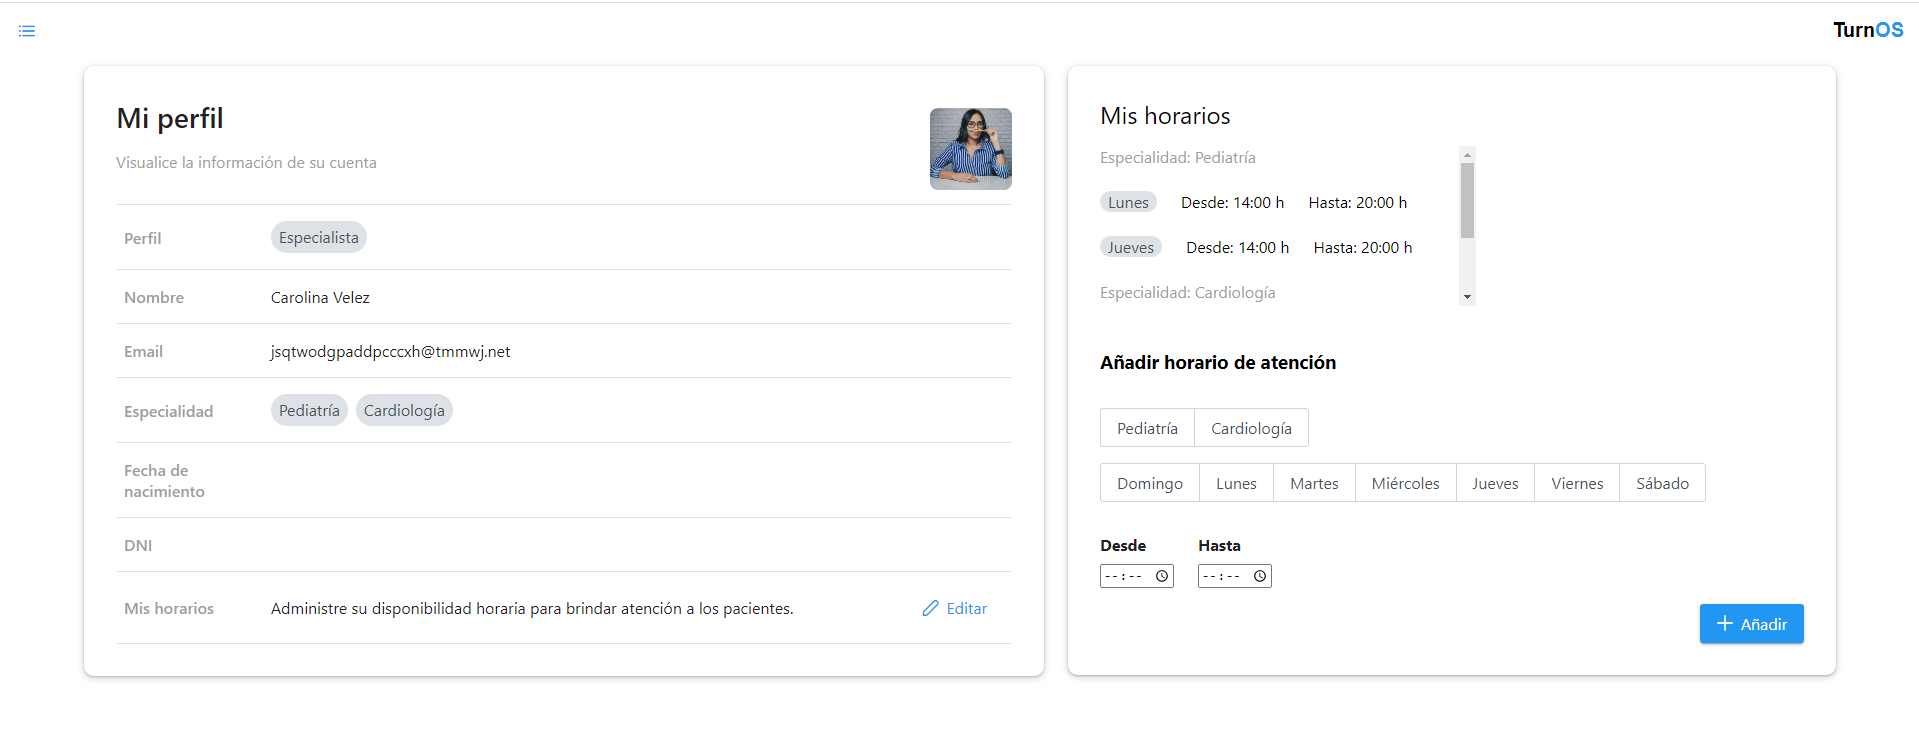 TurnOS
Mi perfil
Visualice la información de su cuenta
Perfil Especialista
Nombre Carolina Velez
Email jsqtwodgpaddpcccxh@tmmwj.net
Especialidad Pediatría Cardiología
Fecha de
nacimiento
DNI
Mis horarios Administre su disponibilidad horaria para brindar atención a los pacientes. Editar
Mis horarios
Especialidad: Pediatría
Lunes Desde: 14:00 h Hasta: 20:00 h
Jueves Desde: 14:00 h Hasta: 20:00 h
Especialidad: Cardiología
Añadir horario de atención
Pediatría Cardiología
Domingo Lunes Martes Miércoles Jueves Viernes Sábado
Desde Hasta
--:-- --:--
Añadir